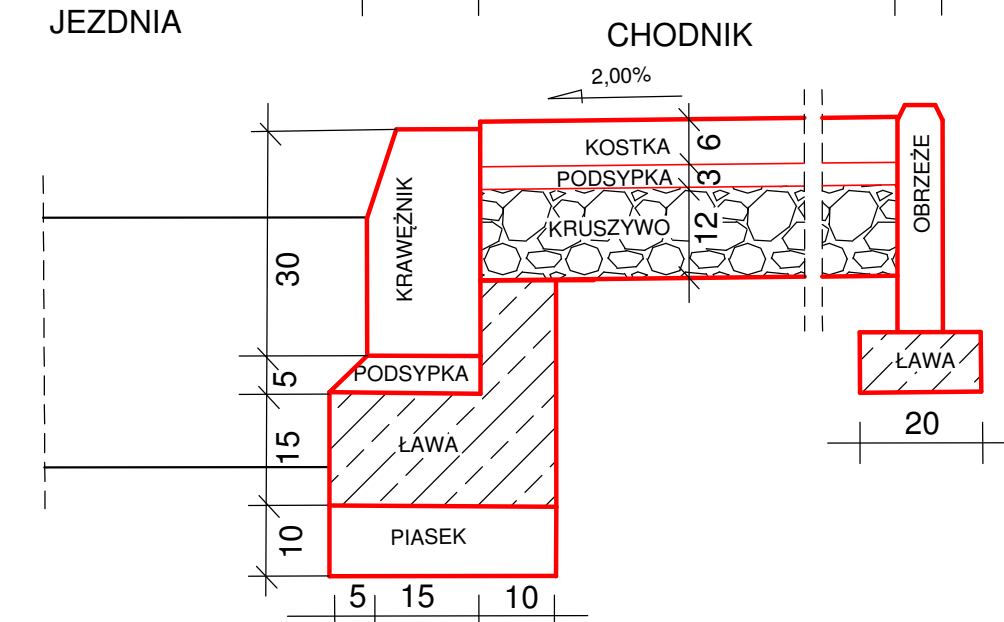 JEZDNIA
CHODNIK
2,00%
KOSTKA
6
PODSYPKA
3
KRUSZYWO
12
KRAWĘŻNIK
OBRZEŻE
30
PODSYPKA
5
ŁAWA
15
ŁAWA
20
PIASEK
10
5 15 10